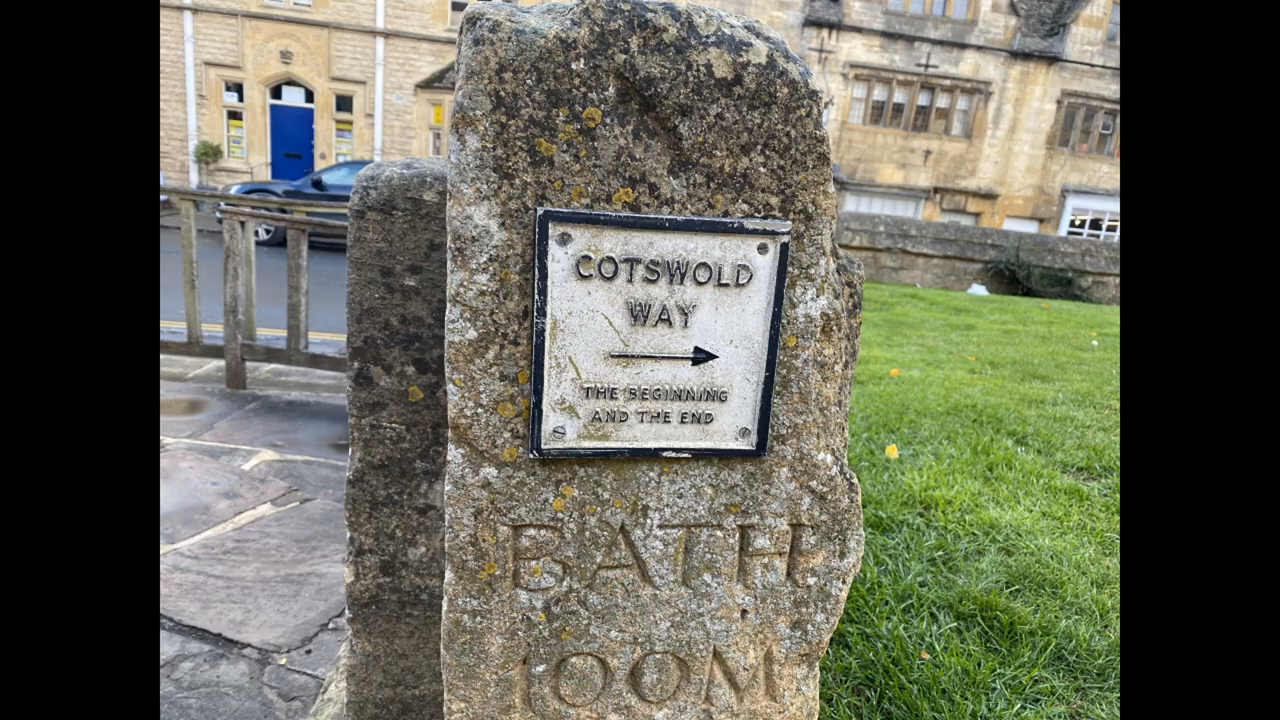 COTSWOLD
WAY
THE BEGINNING
AND THE END
BATH
100M